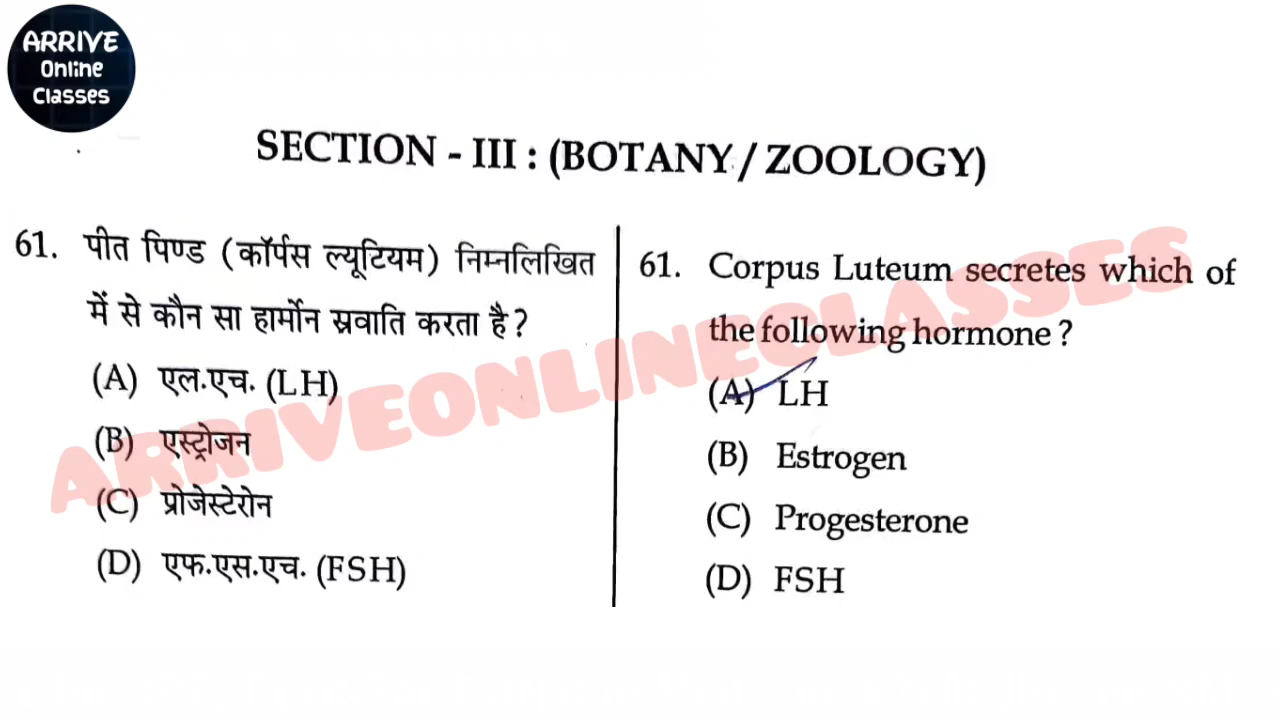 ARRIVE
Online
Classes
SECTION - III : (BOTANY / ZOOLOGY)
61. पीत पिण्ड (कॉर्पस ल्यूटियम) निम्नलिखित
में से कौन सा हार्मोन स्रवाति करता है ?
(A) एल.एच. (LH)
(B) एस्ट्रोजन
(C) प्रोजेस्टेरोन
(D) एफ.एस.एच. (FSH)
61. Corpus Luteum secretes which of
the following hormone ?
(A) LH
(B) Estrogen
(C) Progesterone
(D) FSH
ARRIVEONLINECLASSES